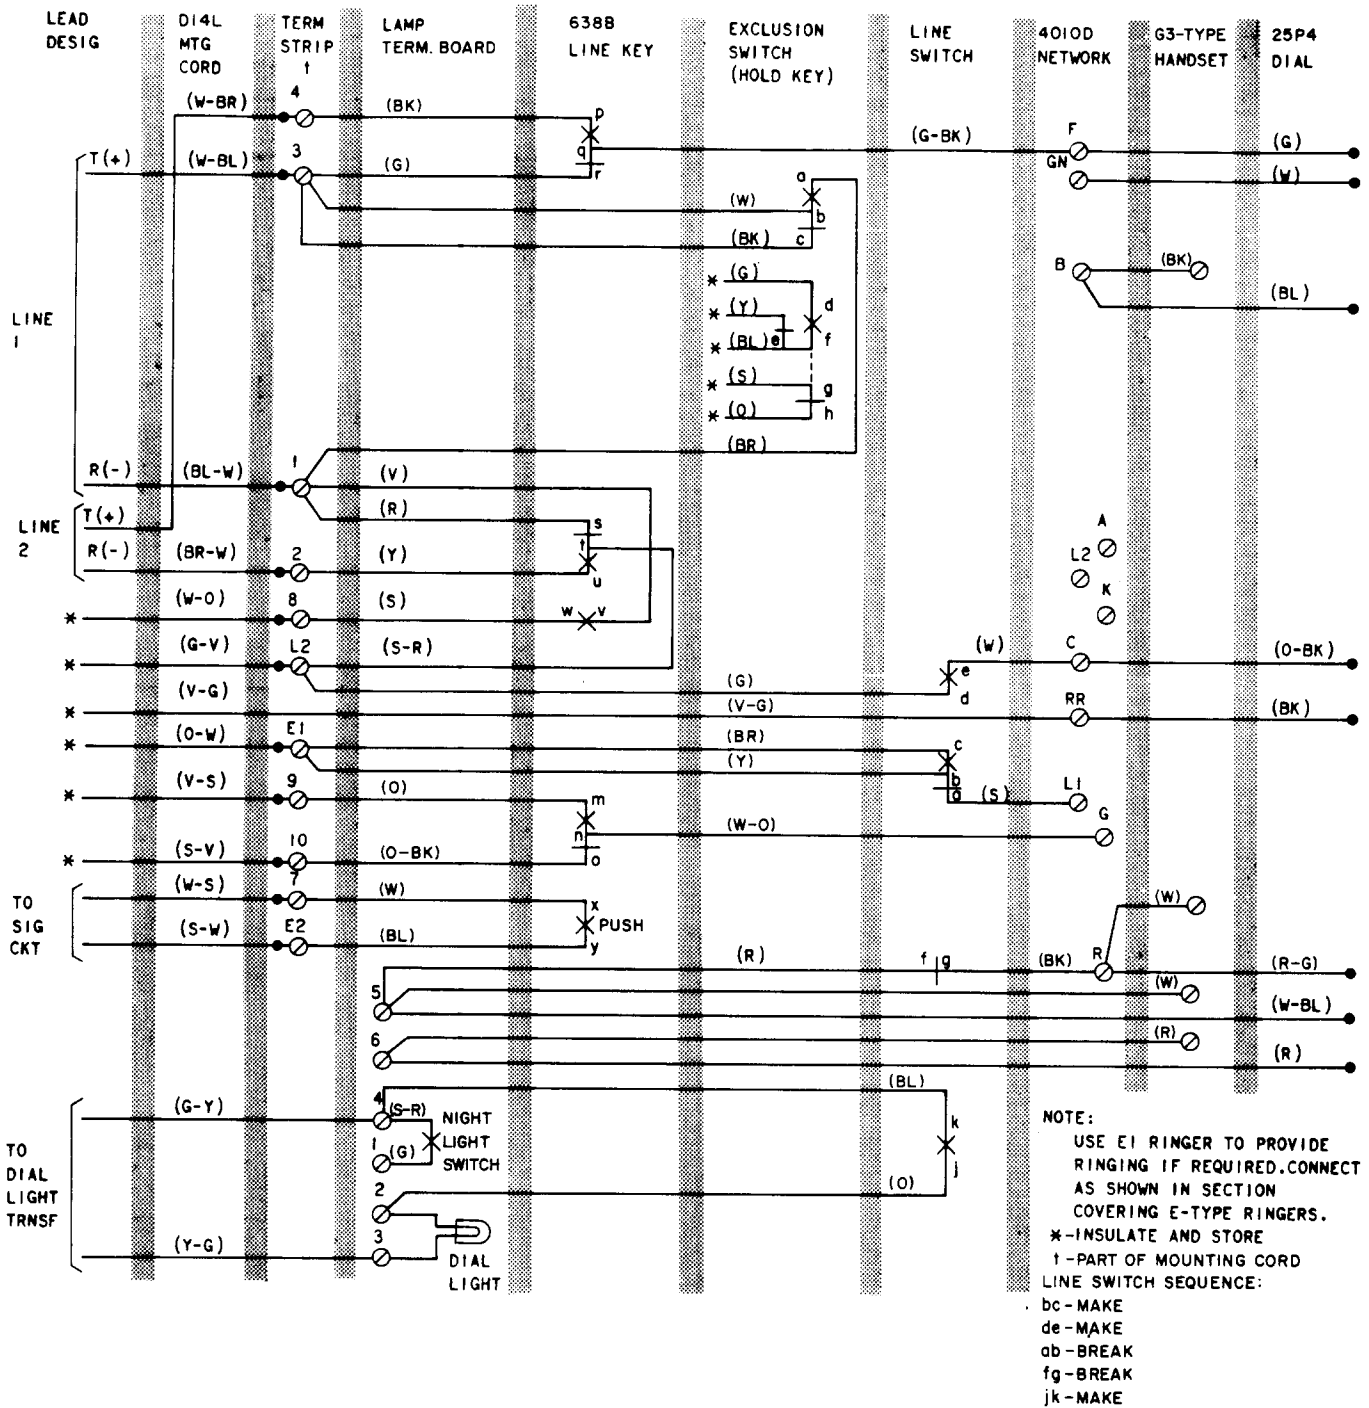 LEAD
DESIG
D14L
MTG
CORD
TERM
STRIP
†
LAMP
TERM. BOARD
638B
LINE KEY
EXCLUSION
SWITCH
(HOLD KEY)
LINE
SWITCH
4010D
NETWORK
G3-TYPE
HANDSET
25P4
DIAL
(W-BR)
4
(BK)
p
T(+)
(W-BL)
3
(G)
q
r
(G-BK)
F
(G)
GN
(W)
a
(W)
b
(BK)
c
* (G)
* (Y)
d
* (BL)
e
f
* (S)
g
* (O)
h
B
(BK)
(BL)
LINE
1
(BR)
R(-)
(BL-W)
1
(V)
LINE
2
T(+)
(R)
s
t
R(-)
(BR-W)
2
(Y)
u
A
L2
K
*
(W-O)
8
(S)
w
v
*
(G-V)
L2
(S-R)
(W)
C
(O-BK)
(G)
e
d
*
(V-G)
(V-G)
RR
(BK)
*
(O-W)
E1
(BR)
c
(Y)
b
a
(S)
L1
*
(V-S)
9
(O)
m
n
(W-O)
G
*
(S-V)
10
(O-BK)
o
TO
SIG
CKT
(W-S)
7
(W)
x
PUSH
(S-W)
E2
(BL)
y
(W)
(R)
f
g
(BK)
R
(R-G)
5
(W)
(W-BL)
6
(R)
(R)
TO
DIAL
LIGHT
TRNSF
(G-Y)
4
(S-R)
NIGHT
LIGHT
SWITCH
1
(G)
(BL)
k
j
2
(O)
(Y-G)
3
DIAL
LIGHT
NOTE:
USE E1 RINGER TO PROVIDE
RINGING IF REQUIRED.CONNECT
AS SHOWN IN SECTION
COVERING E-TYPE RINGERS.
*-INSULATE AND STORE
†-PART OF MOUNTING CORD
LINE SWITCH SEQUENCE:
bc-MAKE
de-MAKE
ab-BREAK
fg-BREAK
jk-MAKE